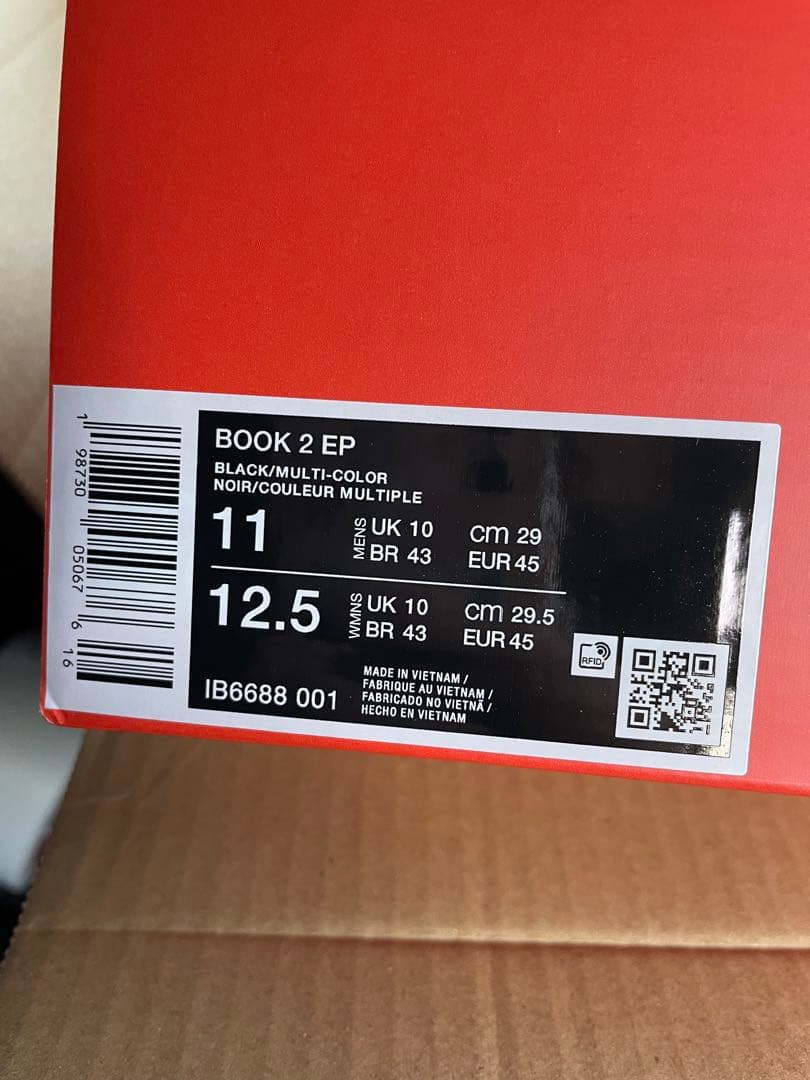 1 98730 05067 6 16
BOOK 2 EP
BLACK/MULTI-COLOR
NOIR/COULEUR MULTIPLE
11
MENS
UK 10 cm 29
BR 43 EUR 45
12.5
WMNS
UK 10 cm 29.5
BR 43 EUR 45
RFID
IB6688 001
MADE IN VIETNAM /
FABRIQUE AU VIETNAM /
FABRICADO NO VIETNÃ /
HECHO EN VIETNAM